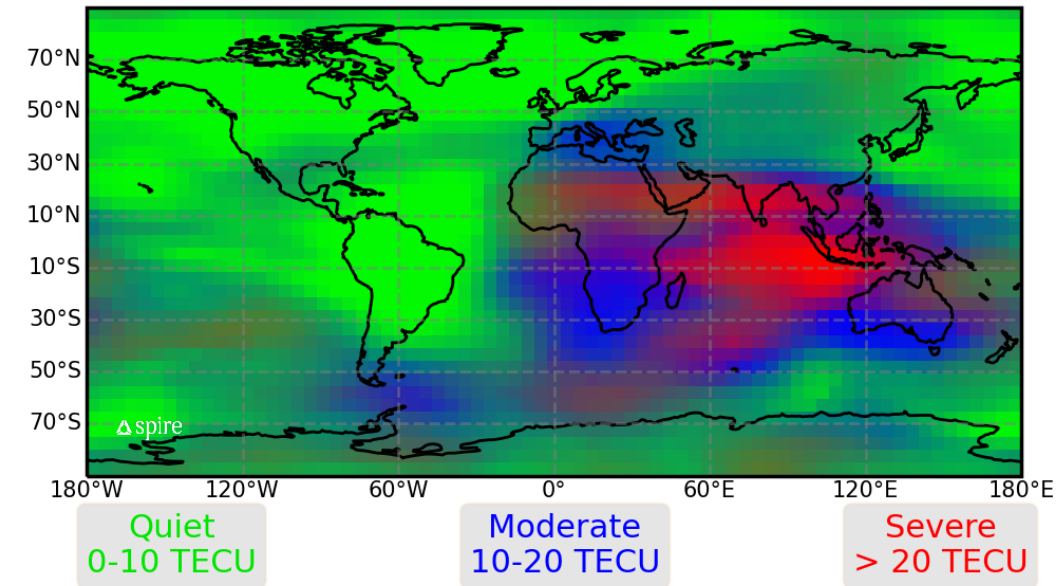 70°N
50°N
30°N
10°N
10°S
30°S
50°S
70°S
spire
180°W 120°W 60°W 0° 60°E 120°E 180°E
Quiet Moderate Severe
0-10 TECU 10-20 TECU > 20 TECU